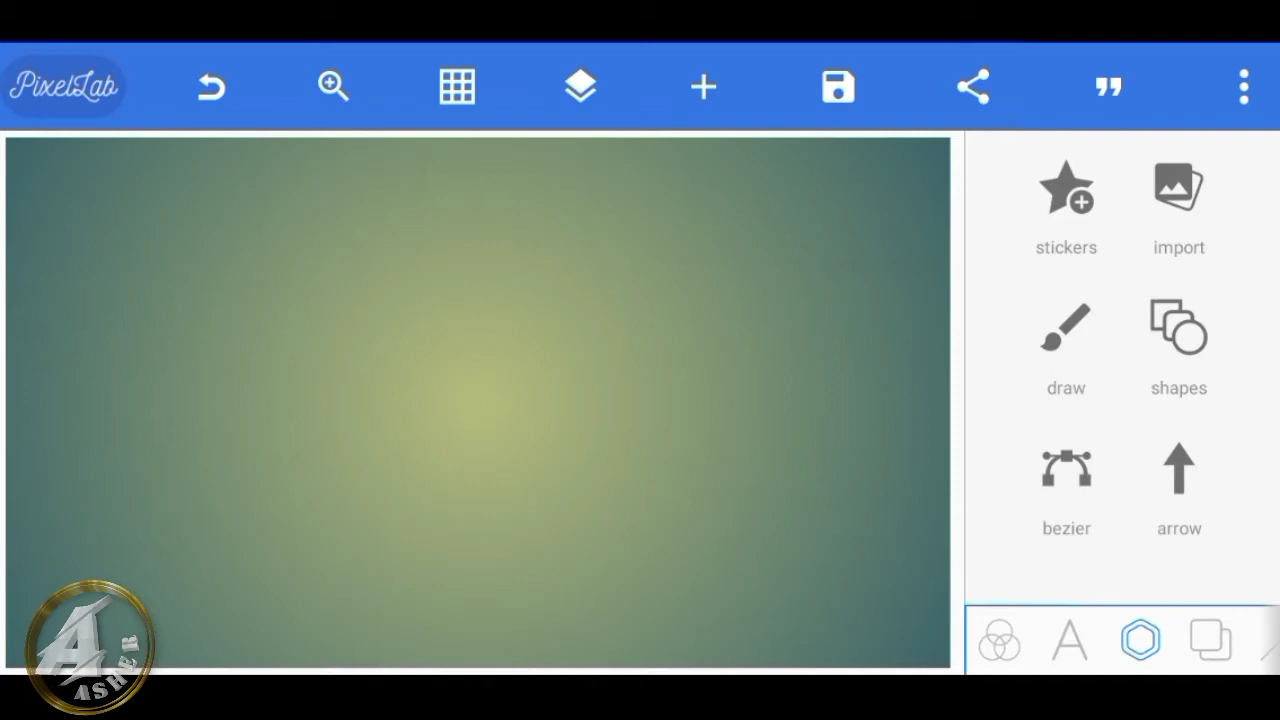 PixelLab
stickers import
draw shapes
bezier arrow
A
ASHER